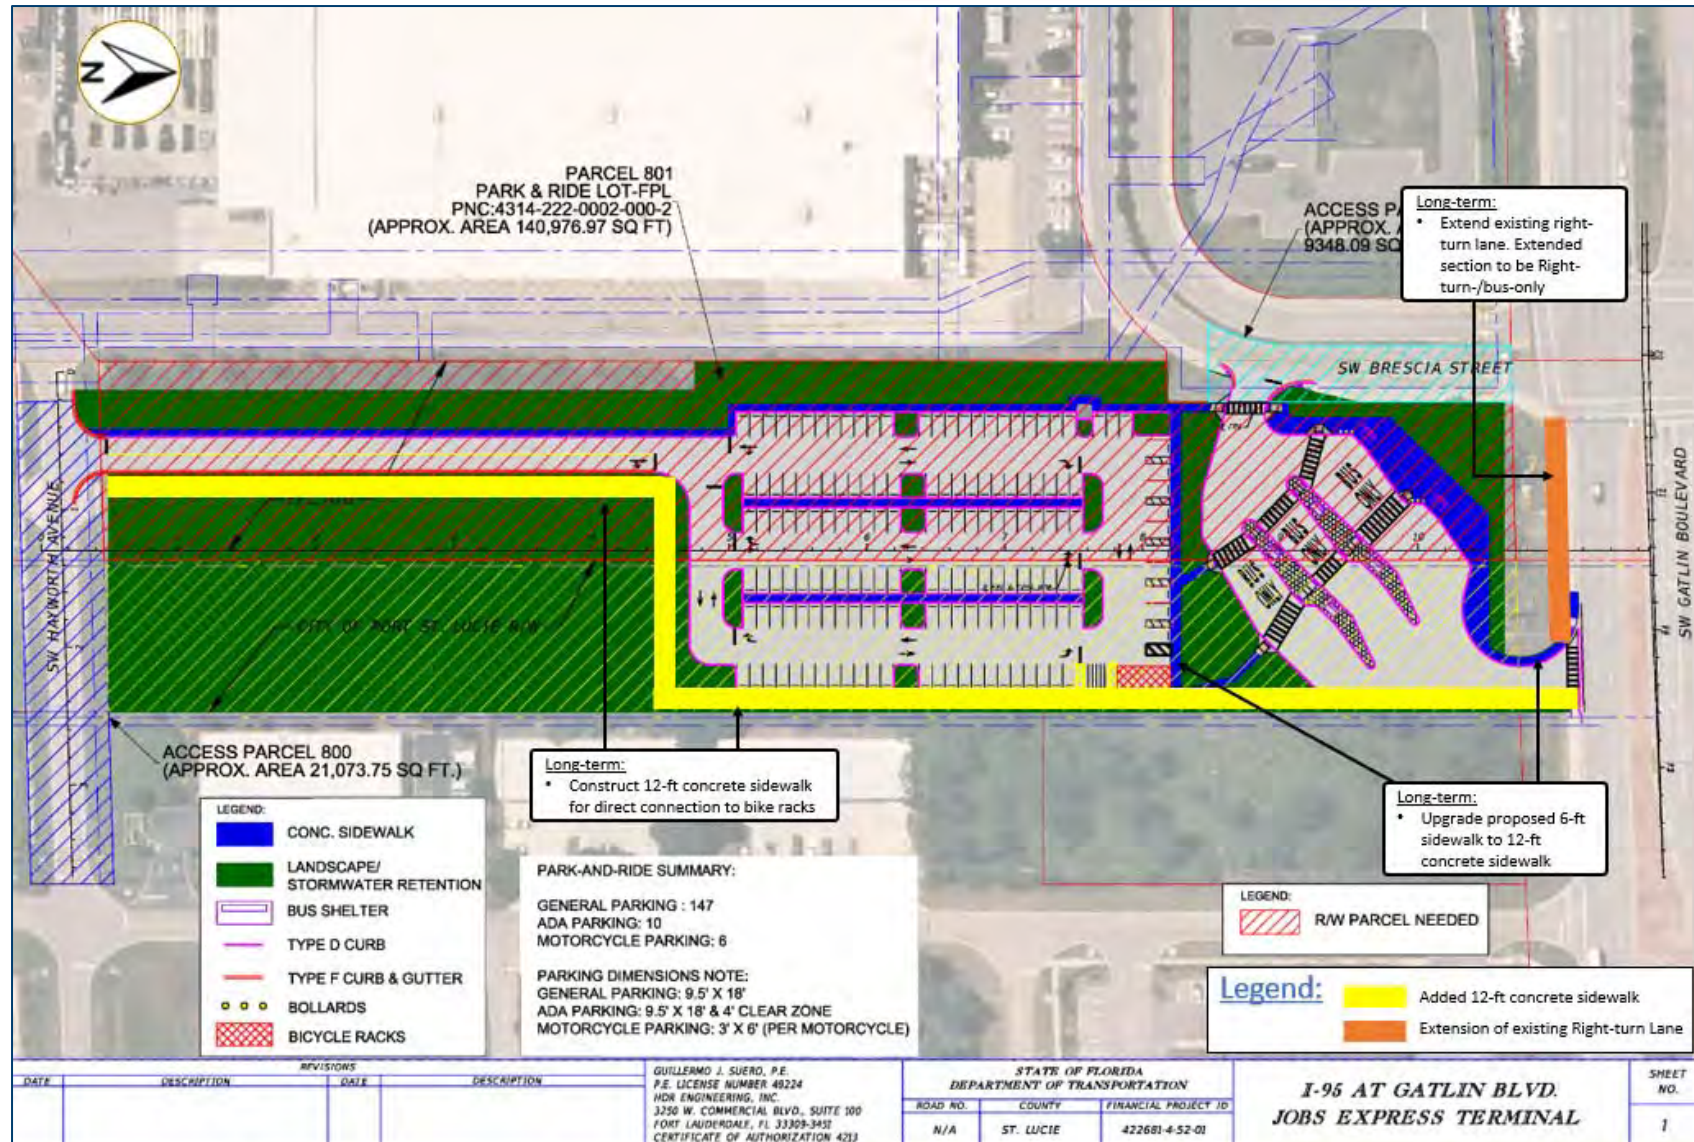 N
PARCEL 801
PARK & RIDE LOT-FPL
PNC:4314-222-0002-000-2
(APPROX. AREA 140,976.97 SQ FT)
ACCESS PA
(APPROX. A
9348.09 SQ
Long-term:
• Extend existing right-
turn lane. Extended
section to be Right-
turn-/bus-only
SW BRESCIA STREET
SW HAYWORTH AVENUE
SW GATLIN BOULEVARD
CITY OF PORT ST. LUCIE R/W
ACCESS PARCEL 800
(APPROX. AREA 21,073.75 SQ FT.)
Long-term:
• Construct 12-ft concrete sidewalk
for direct connection to bike racks
Long-term:
• Upgrade proposed 6-ft
sidewalk to 12-ft
concrete sidewalk
LEGEND:
CONC. SIDEWALK
LANDSCAPE/
STORMWATER RETENTION
BUS SHELTER
TYPE D CURB
TYPE F CURB & GUTTER
BOLLARDS
BICYCLE RACKS
PARK-AND-RIDE SUMMARY:
GENERAL PARKING : 147
ADA PARKING: 10
MOTORCYCLE PARKING: 6
PARKING DIMENSIONS NOTE:
GENERAL PARKING: 9.5' X 18'
ADA PARKING: 9.5' X 18' & 4' CLEAR ZONE
MOTORCYCLE PARKING: 3' X 6' (PER MOTORCYCLE)
LEGEND:
R/W PARCEL NEEDED
Legend:
Added 12-ft concrete sidewalk
Extension of existing Right-turn Lane
REVISIONS
DATE DESCRIPTION DATE DESCRIPTION
GUILLERMO J. SUERO, P.E.
P.E. LICENSE NUMBER 49224
HDR ENGINEERING, INC.
3250 W. COMMERCIAL BLVD., SUITE 100
FORT LAUDERDALE, FL 33309-3451
CERTIFICATE OF AUTHORIZATION 4213
STATE OF FLORIDA
DEPARTMENT OF TRANSPORTATION
ROAD NO. COUNTY FINANCIAL PROJECT ID
N/A ST. LUCIE 422681-4-52-01
I-95 AT GATLIN BLVD.
JOBS EXPRESS TERMINAL
SHEET
NO.
1